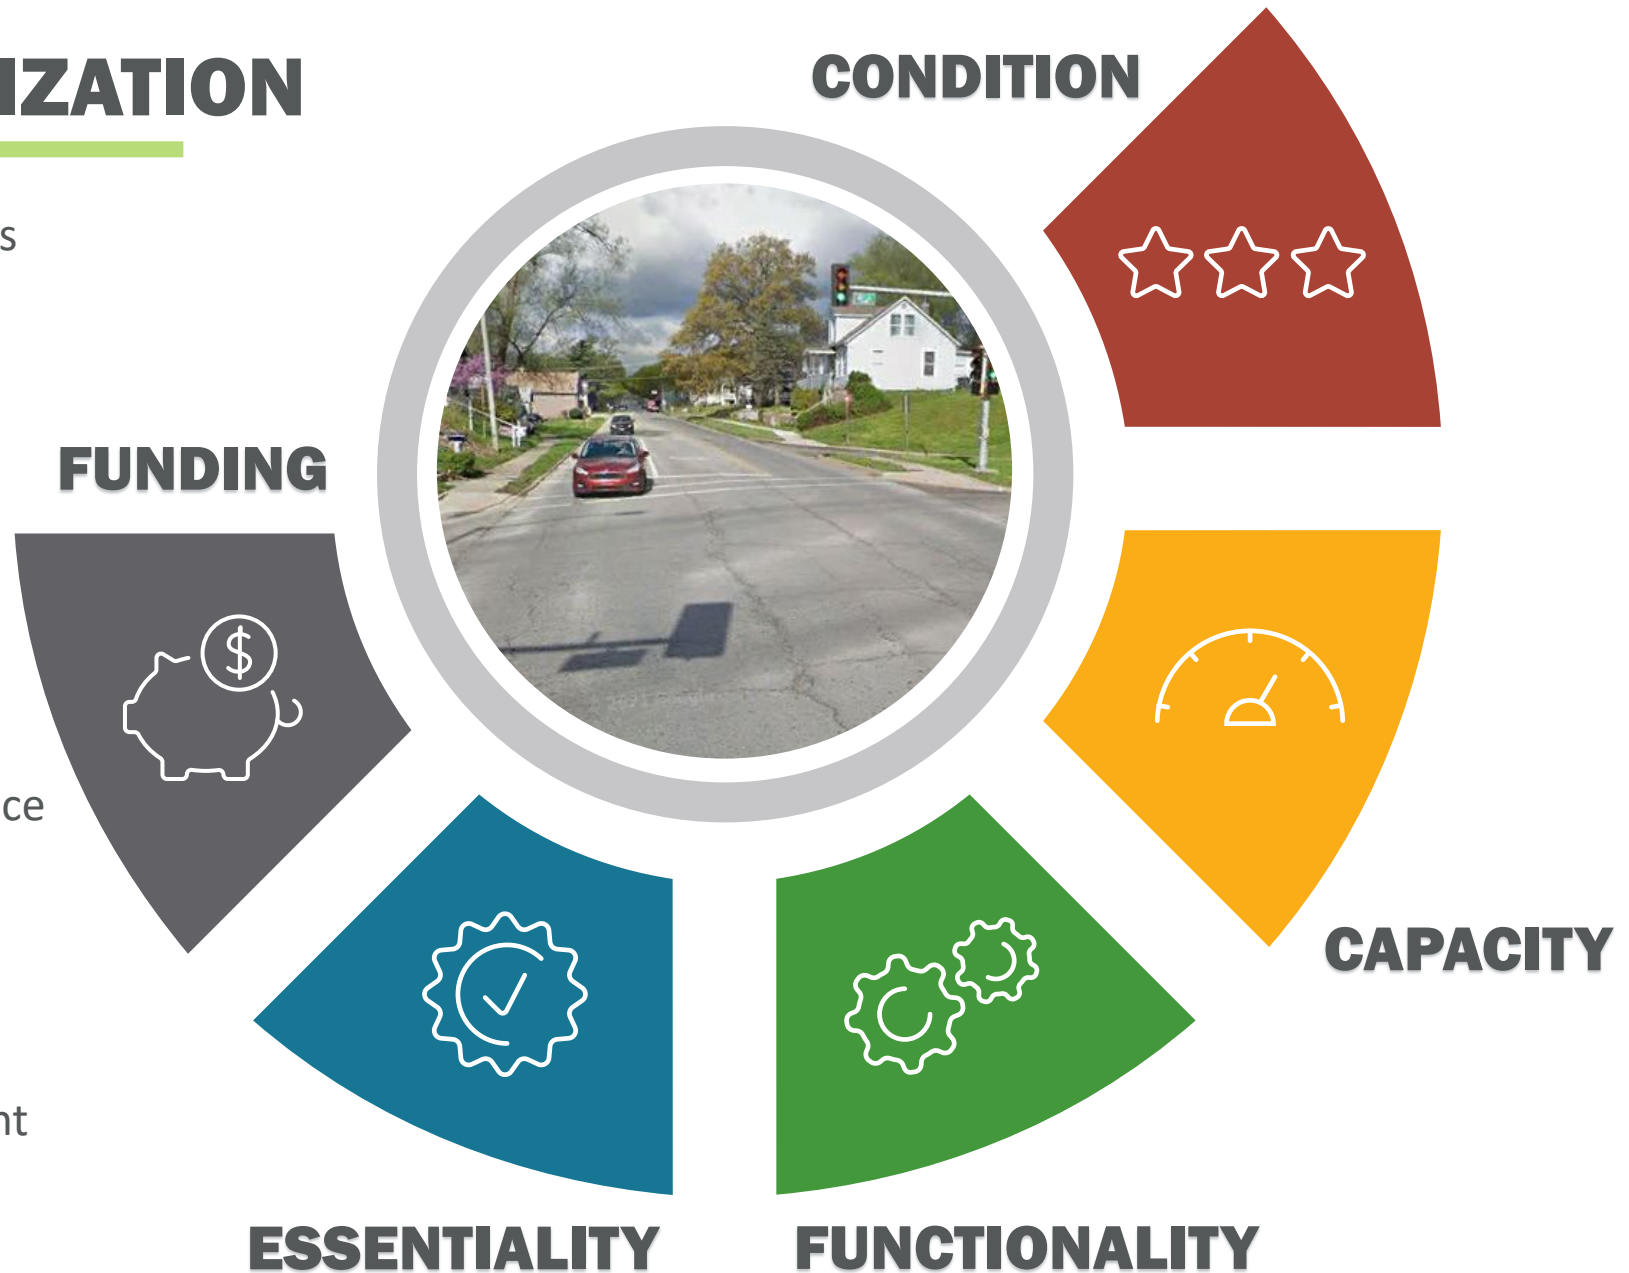 IZATION
CONDITION
s
FUNDING
$
ce
CAPACITY
nt
ESSENTIALITY
FUNCTIONALITY